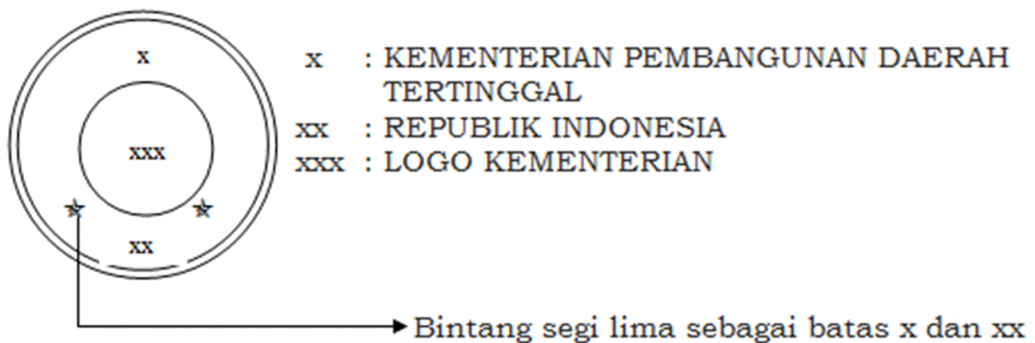 x
x : KEMENTERIAN PEMBANGUNAN DAERAH
TERTINGGAL
xx : REPUBLIK INDONESIA
xxx
xxx : LOGO KEMENTERIAN
xx
Bintang segi lima sebagai batas x dan xx